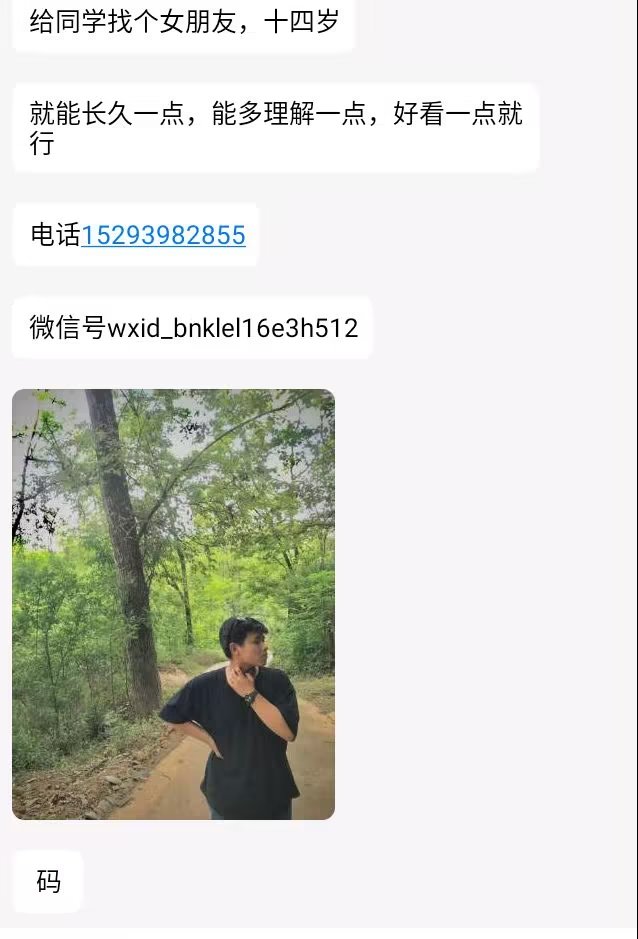 给同学找个女朋友，十四岁
就能长久一点，能多理解一点，好看一点就
行
电话15293982855
微信号wxid_bnklel16e3h512
码